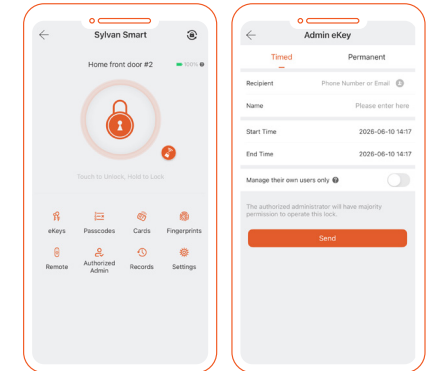 Sylvan Smart
Home front door #2
100%
Touch to Unlock, Hold to Lock
eKeys
Passcodes
Cards
Fingerprints
Remote
Authorized
Admin
Records
Settings
Admin eKey
Timed
Permanent
Recipient
Phone Number or Email
Name
Please enter here
Start Time
2026-06-10 14:17
End Time
2026-06-10 14:17
Manage their own users only
The authorized administrator will have majority
permission to operate this lock.
Send